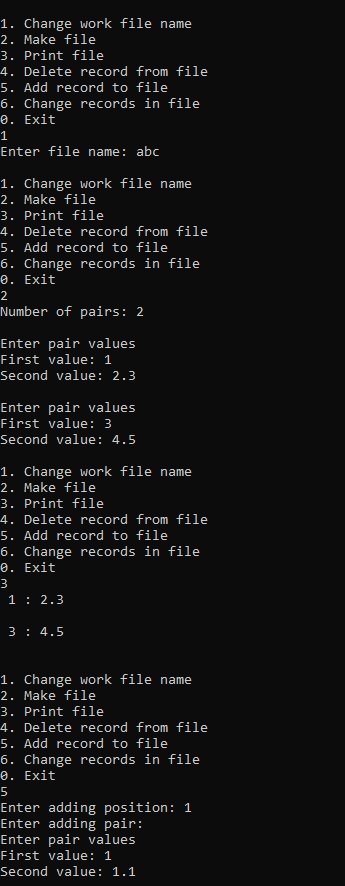 1. Change work file name
2. Make file
3. Print file
4. Delete record from file
5. Add record to file
6. Change records in file
0. Exit
1
Enter file name: abc
1. Change work file name
2. Make file
3. Print file
4. Delete record from file
5. Add record to file
6. Change records in file
0. Exit
2
Number of pairs: 2
Enter pair values
First value: 1
Second value: 2.3
Enter pair values
First value: 3
Second value: 4.5
1. Change work file name
2. Make file
3. Print file
4. Delete record from file
5. Add record to file
6. Change records in file
0. Exit
3
1 : 2.3
3 : 4.5
1. Change work file name
2. Make file
3. Print file
4. Delete record from file
5. Add record to file
6. Change records in file
0. Exit
5
Enter adding position: 1
Enter adding pair:
Enter pair values
First value: 1
Second value: 1.1